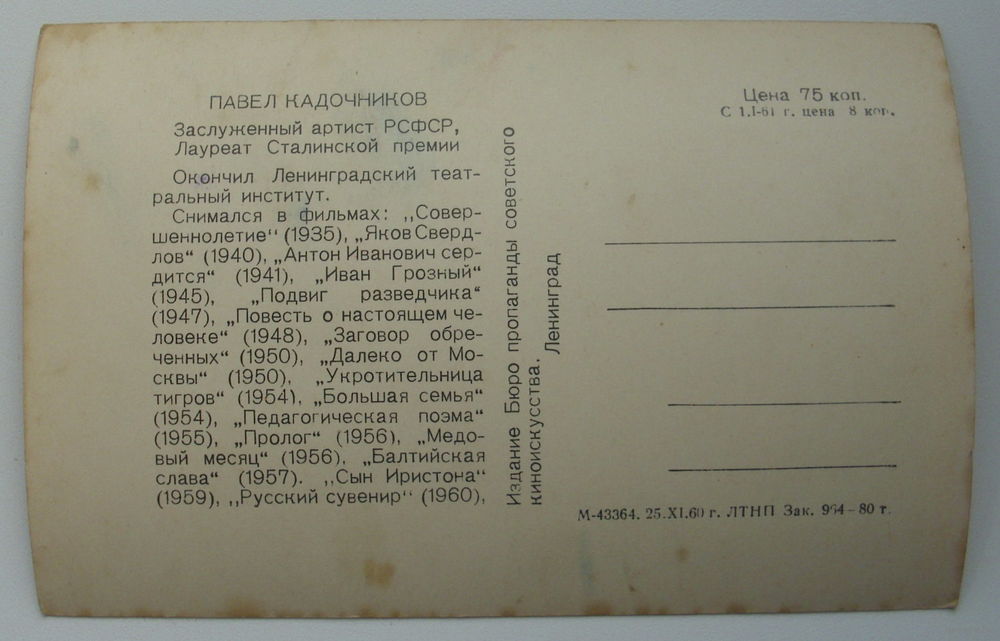 ПАВЕЛ КАДОЧНИКОВ
Заслуженный артист РСФСР,
Лауреат Сталинской премии
Окончил Ленинградский теат-
ральный институт.
Снимался в фильмах: ,,Совер-
шеннолетие“ (1935), „Яков Сверд-
лов“ (1940), „Антон Иванович сер-
дится“ (1941), „Иван Грозный“
(1945), „Подвиг разведчика“
(1947), „Повесть о настоящем че-
ловеке“ (1948), „Заговор обре-
ченных“ (1950), „Далеко от Мо-
сквы“ (1950), „Укротительница
тигров“ (1954), „Большая семья“
(1954), „Педагогическая поэма“
(1955), „Пролог“ (1956), „Медо-
вый месяц“ (1956), „Балтийская
слава“ (1957). ,,Сын Иристона“
(1959), ,,Русский сувенир“ (1960),
Издание Бюро пропаганды советского
киноискусства.
Ленинград
Цена 75 коп.
С 1.I-61 г. цена 8 коп.
М-43364. 25.XI.60 г. ЛТНП Зак. 964–80 т.